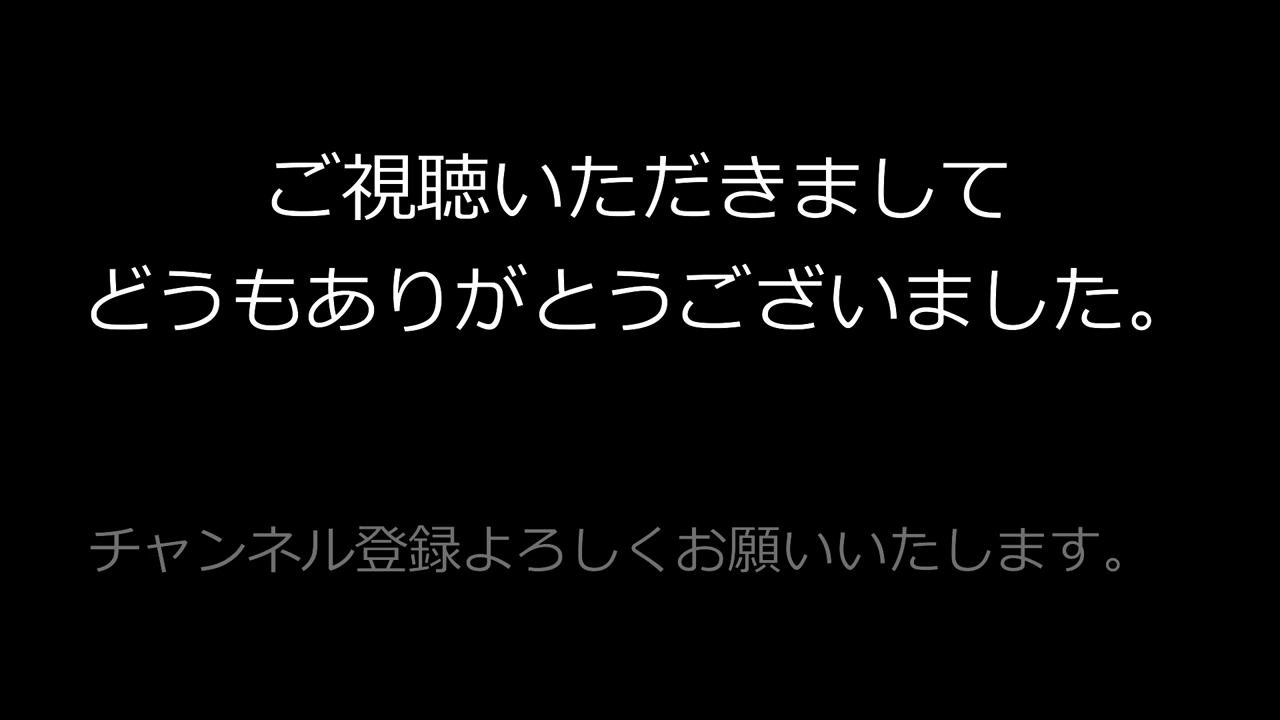 ご視聴いただきまして
どうもありがとうございました。
チャンネル登録よろしくお願いいたします。